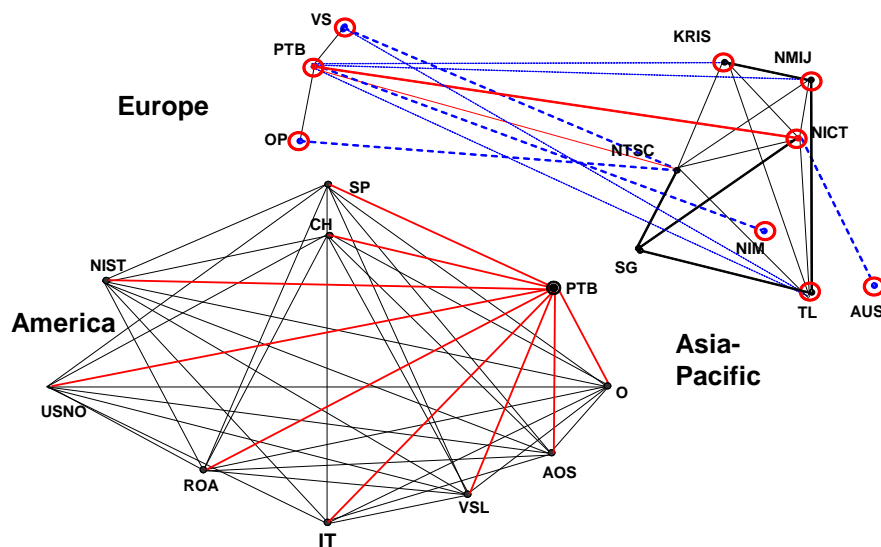 VS
PTB
KRIS
NMIJ
Europe
OP
NTSC
NICT
SP
CH
NIM
SG
NIST
PTB
TL
AUS
America
Asia-
Pacific
USNO
O
ROA
AOS
VSL
IT